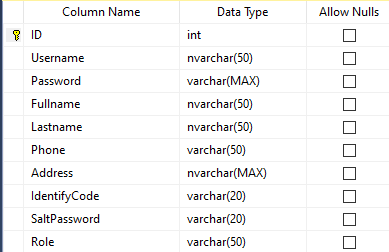 Column Name Data Type Allow Nulls
ID int
Username nvarchar(50)
Password varchar(MAX)
Fullname nvarchar(50)
Lastname nvarchar(50)
Phone varchar(50)
Address nvarchar(MAX)
IdentifyCode varchar(20)
SaltPassword varchar(20)
Role varchar(50)